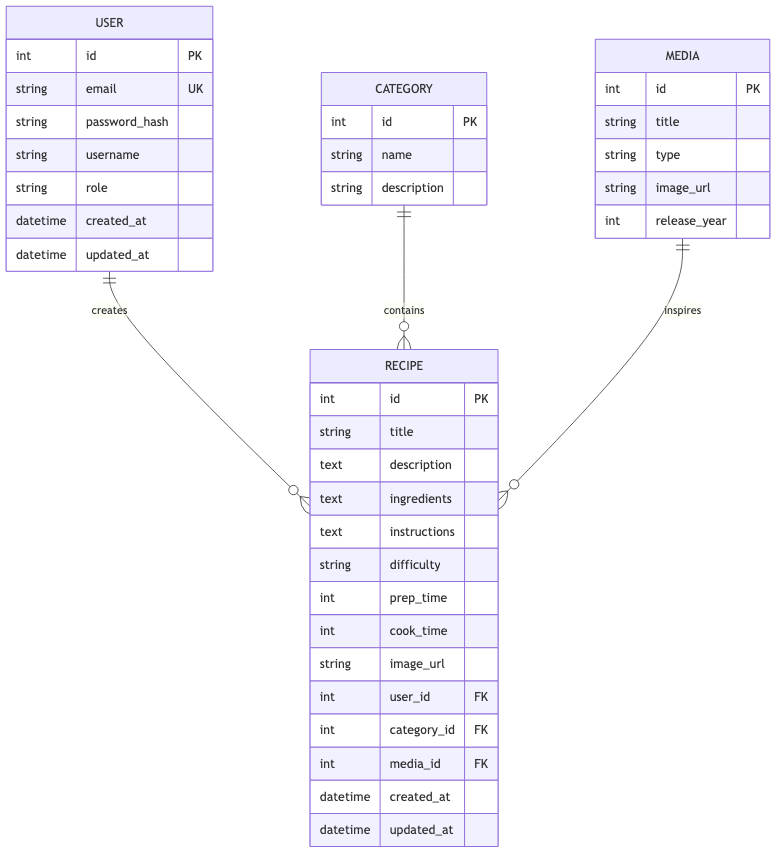 USER
int id PK
string email UK
string password_hash
string username
string role
datetime created_at
datetime updated_at
CATEGORY
int id PK
string name
string description
MEDIA
int id PK
string title
string type
string image_url
int release_year
creates
contains
inspires
RECIPE
int id PK
string title
text description
text ingredients
text instructions
string difficulty
int prep_time
int cook_time
string image_url
int user_id FK
int category_id FK
int media_id FK
datetime created_at
datetime updated_at